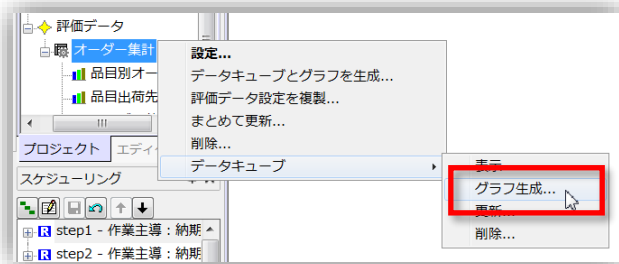 評価データ
オーダー集計
品目別オー
品目出荷先
設定...
データキューブとグラフを生成...
評価データ設定を複製...
まとめて更新...
削除...
データキューブ
表示
グラフ生成...
更新...
削除...
プロジェクト エディ
スケジューリング
step1 - 作業主導：納期
step2 - 作業主導：納期